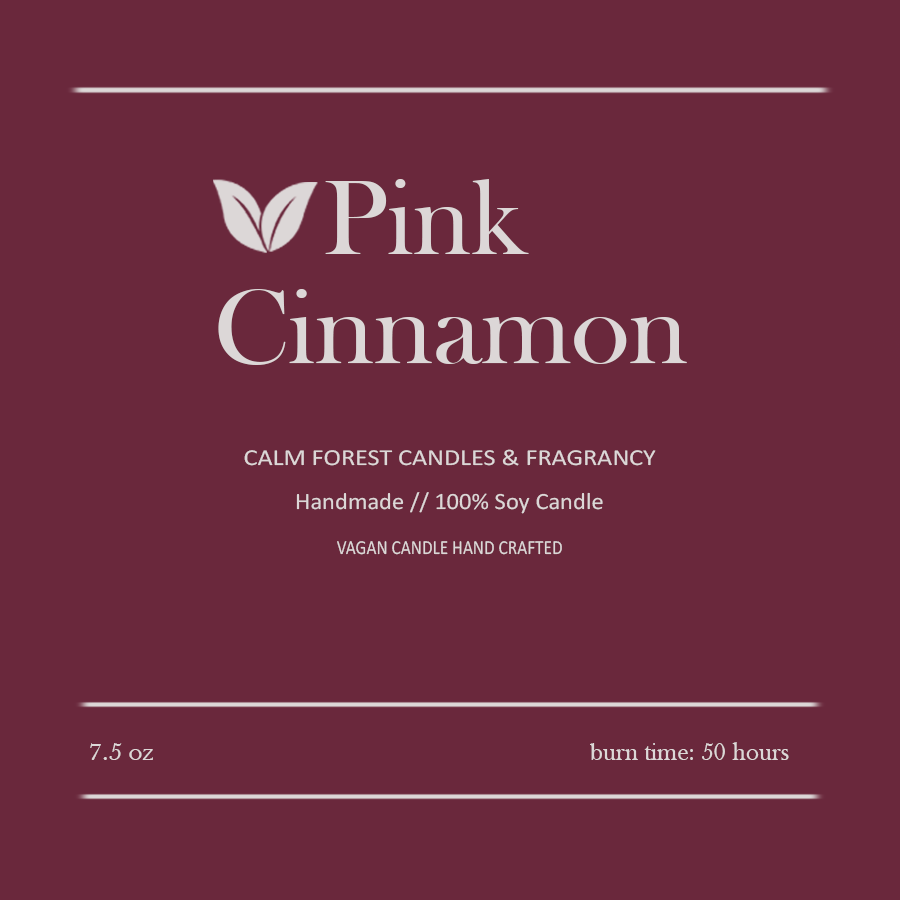 Pink
Cinnamon
CALM FOREST CANDLES & FRAGRANCY
Handmade // 100% Soy Candle
VAGAN CANDLE HAND CRAFTED
7.5 oz burn time: 50 hours